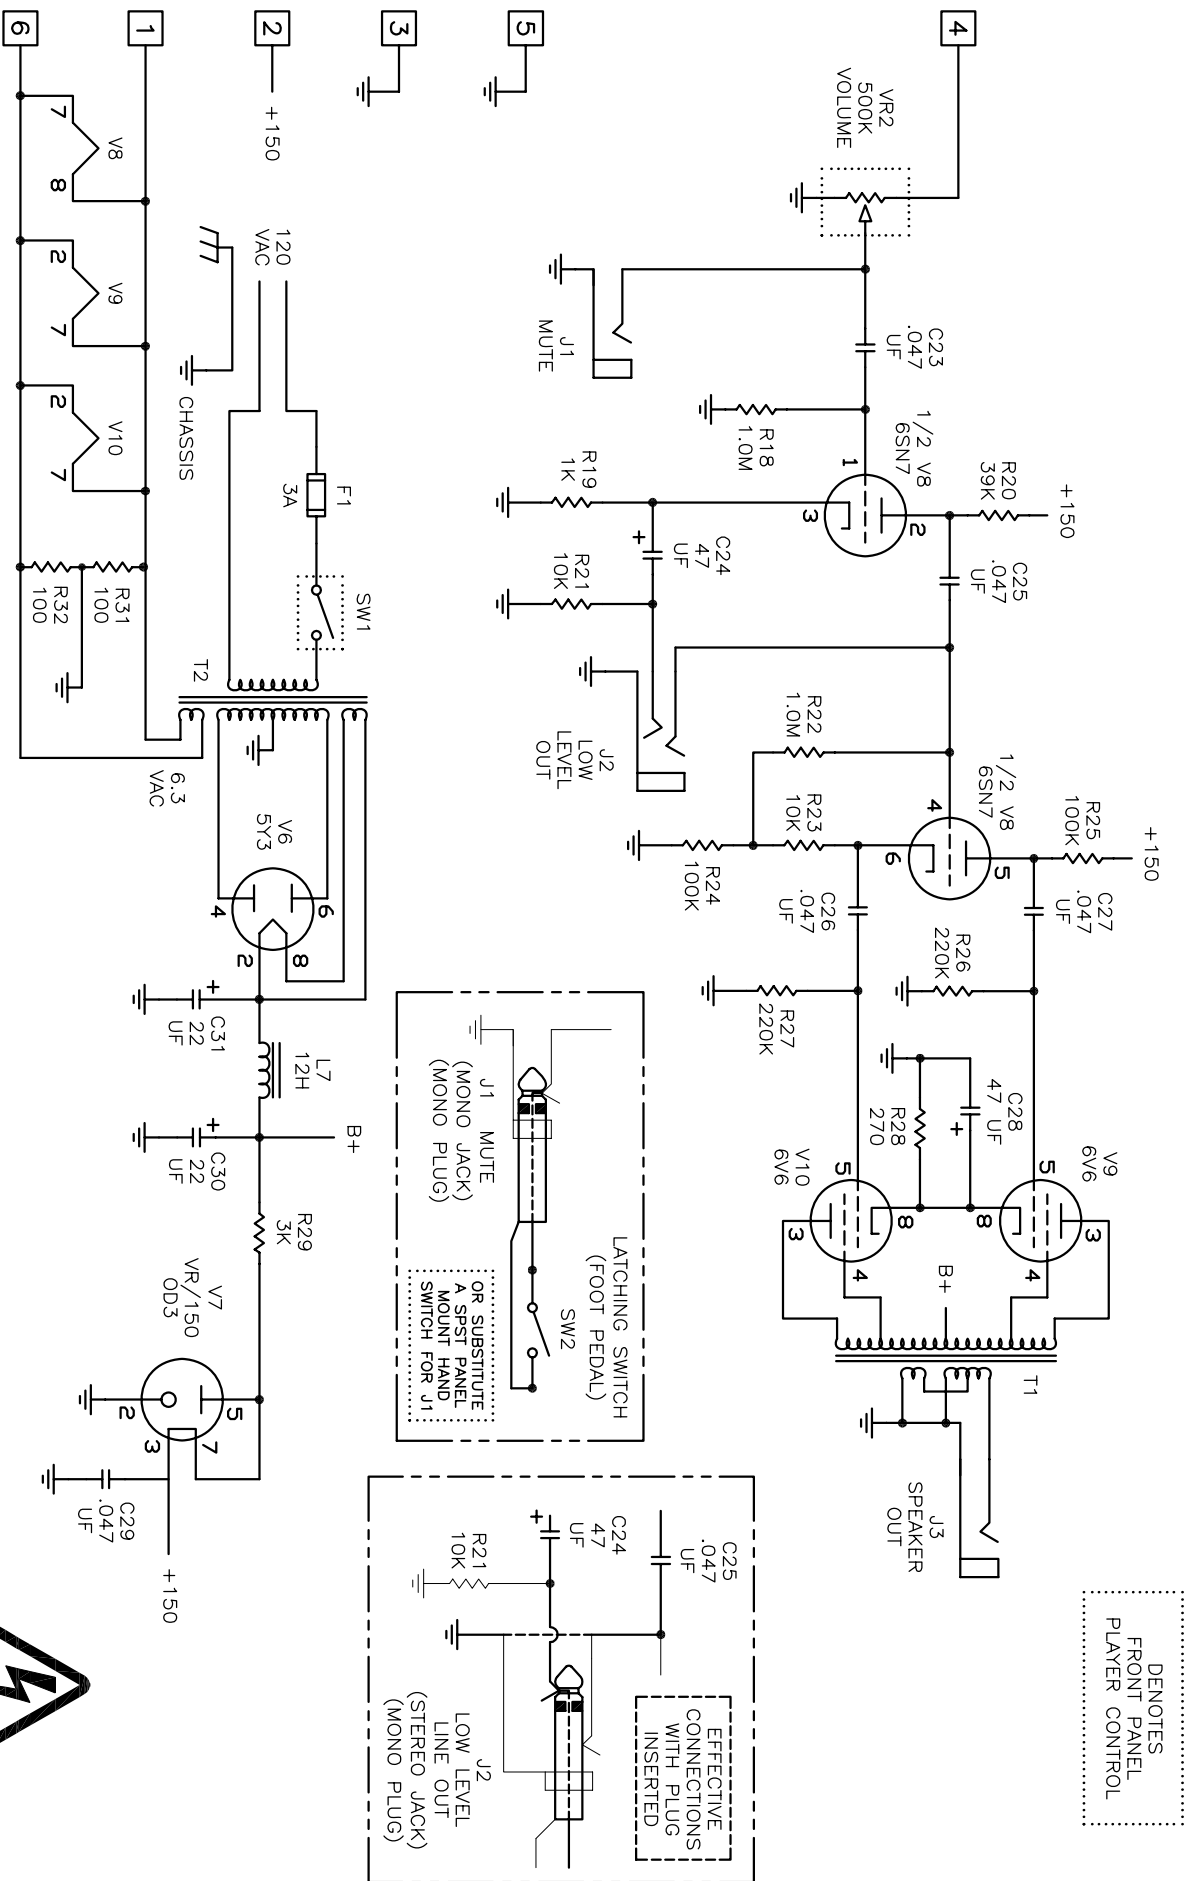 DENOTES
FRONT PANEL
PLAYER CONTROL
4
VR2
500K
VOLUME
C23
.047
UF
J1
MUTE
R18
1.0M
1/2 V8
6SN7
1
2
3
R20
39K
+150
C25
.047
UF
R19
1K
C24
47
UF
+
R21
10K
J2
LOW
LEVEL
OUT
R22
1.0M
R23
10K
R24
100K
1/2 V8
6SN7
4
5
6
R25
100K
+150
C27
.047
UF
C26
.047
UF
R26
220K
R27
220K
C28
47 UF
+
R28
270
V9
6V6
5
3
8
4
V10
6V6
5
8
3
4
B+
T1
J3
SPEAKER
OUT
5
3
2
+150
1
6
LATCHING SWITCH
(FOOT PEDAL)
SW2
J1 MUTE
(MONO JACK)
(MONO PLUG)
OR SUBSTITUTE
A SPST PANEL
MOUNT HAND
SWITCH FOR J1
C25
.047
UF
C24
47
UF
+
R21
10K
EFFECTIVE
CONNECTIONS
WITH PLUG
INSERTED
J2
LOW LEVEL
LINE OUT
(STEREO JACK)
(MONO PLUG)
120
VAC
CHASSIS
F1
3A
SW1
T2
6.3
VAC
V6
5Y3
6
4
8
2
C31
22
UF
+
L7
12H
C30
22
UF
+
B+
R29
3K
V7
VR/150
OD3
5
2
7
3
C29
.047
UF
+150
V8
7
8
V9
2
7
V10
2
7
R31
100
R32
100